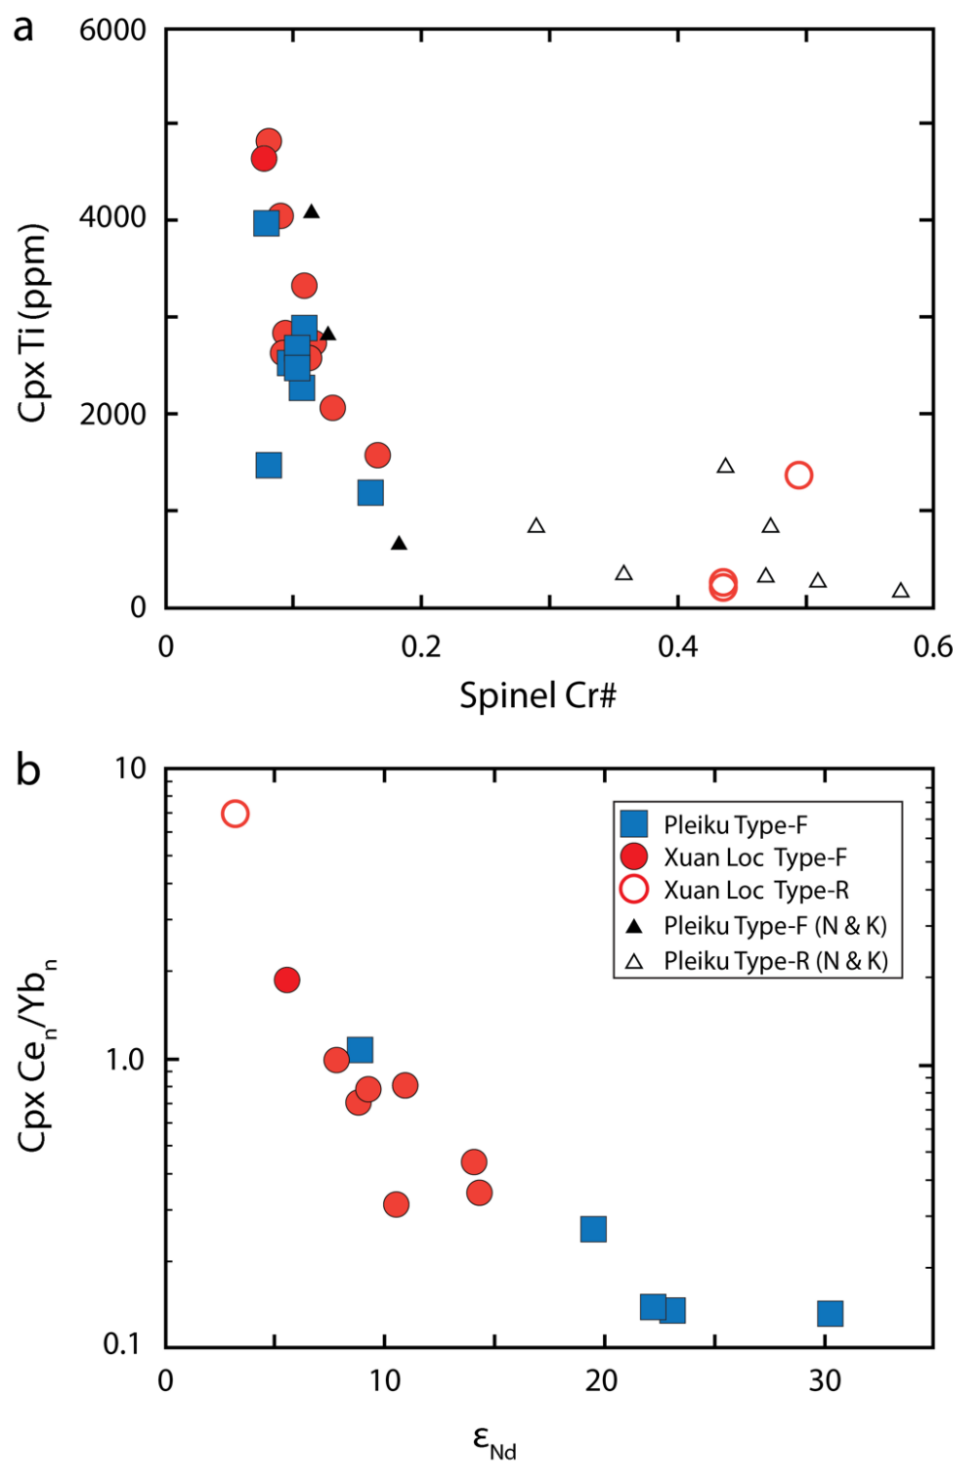 a
6000
4000
2000
0
Cpx Ti (ppm)
0 0.2 0.4 0.6
Spinel Cr#
b
10
1.0
0.1
Cpx Ceₙ/Ybₙ
Pleiku Type-F
Xuan Loc Type-F
Xuan Loc Type-R
Pleiku Type-F (N & K)
Pleiku Type-R (N & K)
0 10 20 30
εNd